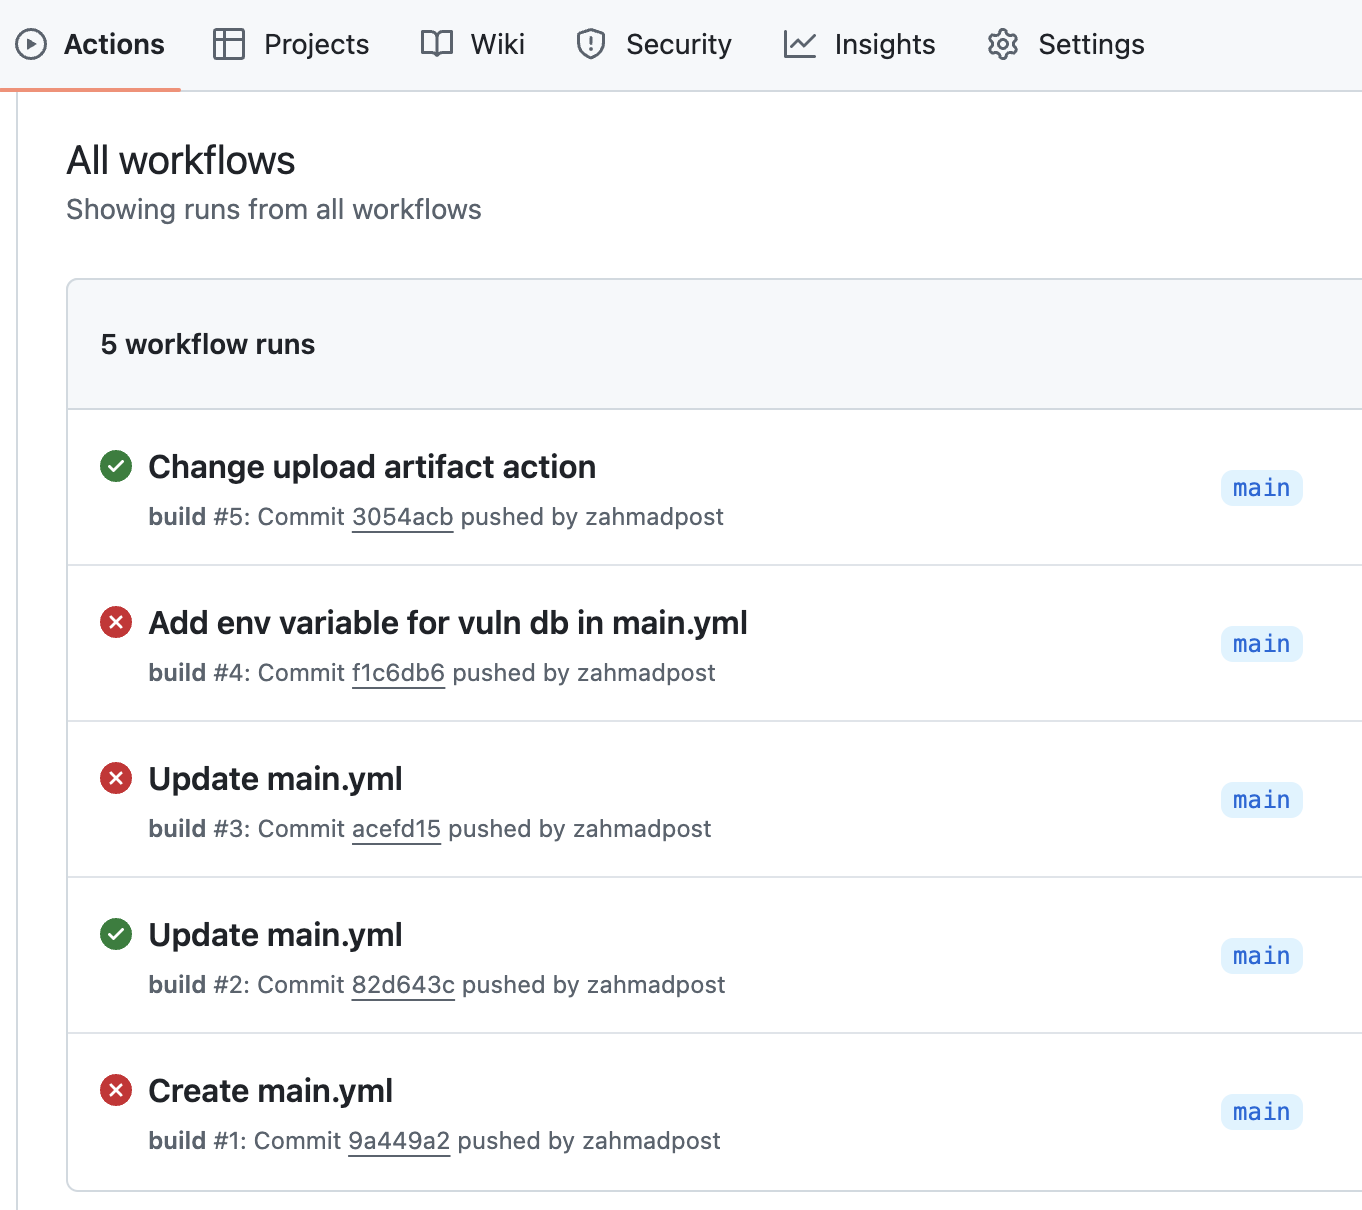 Actions Projects Wiki Security Insights Settings
All workflows
Showing runs from all workflows
5 workflow runs
Change upload artifact action
main
build #5: Commit 3054acb pushed by zahmadpost
Add env variable for vuln db in main.yml
main
build #4: Commit f1c6db6 pushed by zahmadpost
Update main.yml
main
build #3: Commit acefd15 pushed by zahmadpost
Update main.yml
main
build #2: Commit 82d643c pushed by zahmadpost
Create main.yml
main
build #1: Commit 9a449a2 pushed by zahmadpost